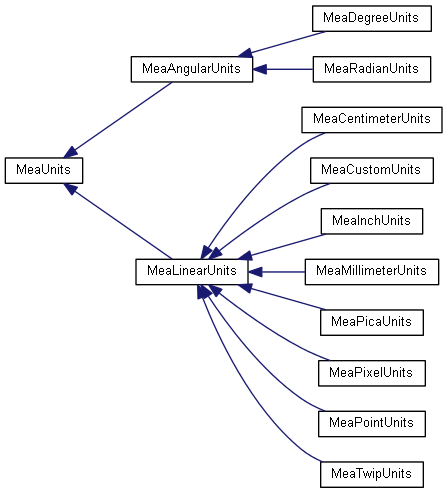 MeaDegreeUnits
MeaAngularUnits
MeaRadianUnits
MeaCentimeterUnits
MeaUnits
MeaCustomUnits
MeaInchUnits
MeaLinearUnits
MeaMillimeterUnits
MeaPicaUnits
MeaPixelUnits
MeaPointUnits
MeaTwipUnits